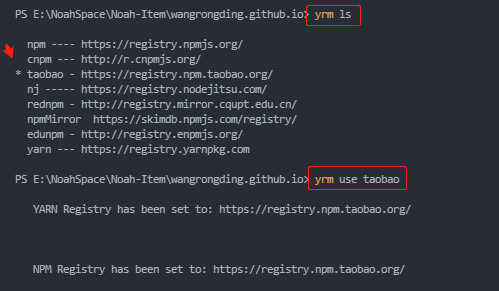 PS E:\NoahSpace\Noah-Item\wangrongding.github.io> yrm ls
npm ---- https://registry.npmjs.org/
cnpm --- http://r.cnpmjs.org/
* taobao - https://registry.npm.taobao.org/
nj ----- https://registry.nodejitsu.com/
rednpm - http://registry.mirror.cqupt.edu.cn/
npmMirror  https://skimdb.npmjs.com/registry/
edunpm - http://registry.enpmjs.org/
yarn --- https://registry.yarnpkg.com
PS E:\NoahSpace\Noah-Item\wangrongding.github.io> yrm use taobao
YARN Registry has been set to: https://registry.npm.taobao.org/
NPM Registry has been set to: https://registry.npm.taobao.org/